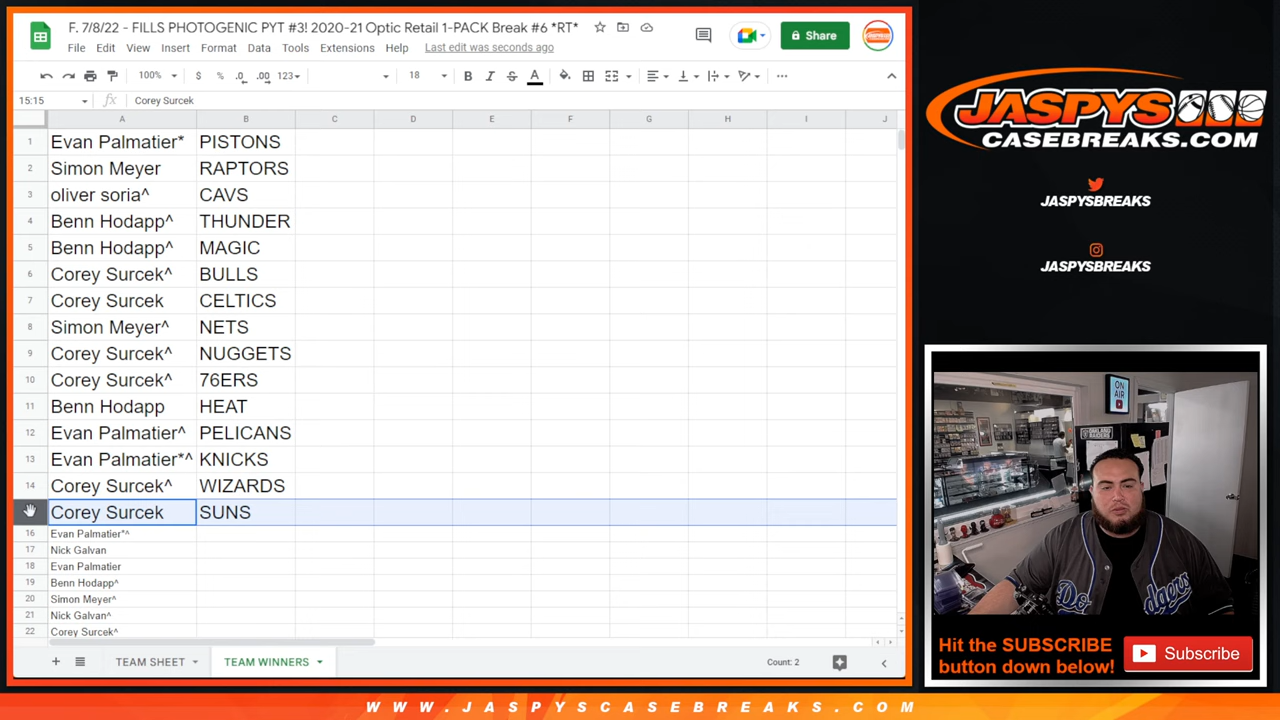 F. 7/8/22 - FILLS PHOTOGENIC PYT #3! 2020-21 Optic Retail 1-PACK Break #6 *RT*
File Edit View Insert Format Data Tools Extensions Help Last edit was seconds ago
Share
100% $ % .0 .00 123 18 B I S A
15:15 fx Corey Surcek
A B C D E F G H I J
1 Evan Palmatier* PISTONS
2 Simon Meyer RAPTORS
3 oliver soria^ CAVS
4 Benn Hodapp^ THUNDER
5 Benn Hodapp^ MAGIC
6 Corey Surcek^ BULLS
7 Corey Surcek CELTICS
8 Simon Meyer^ NETS
9 Corey Surcek^ NUGGETS
10 Corey Surcek^ 76ERS
11 Benn Hodapp HEAT
12 Evan Palmatier^ PELICANS
13 Evan Palmatier*^ KNICKS
14 Corey Surcek^ WIZARDS
Corey Surcek SUNS
16 Evan Palmatier*^
17 Nick Galvan
18 Evan Palmatier
19 Benn Hodapp^
20 Simon Meyer^
21 Nick Galvan^
22 Corey Surcek^
TEAM SHEET TEAM WINNERS Count: 2
JASPYS
CASEBREAKS.COM
JASPYSBREAKS
JASPYSBREAKS
ON
AIR
Hit the SUBSCRIBE
button down below!
Subscribe
WWW.JASPYSCASEBREAKS.COM